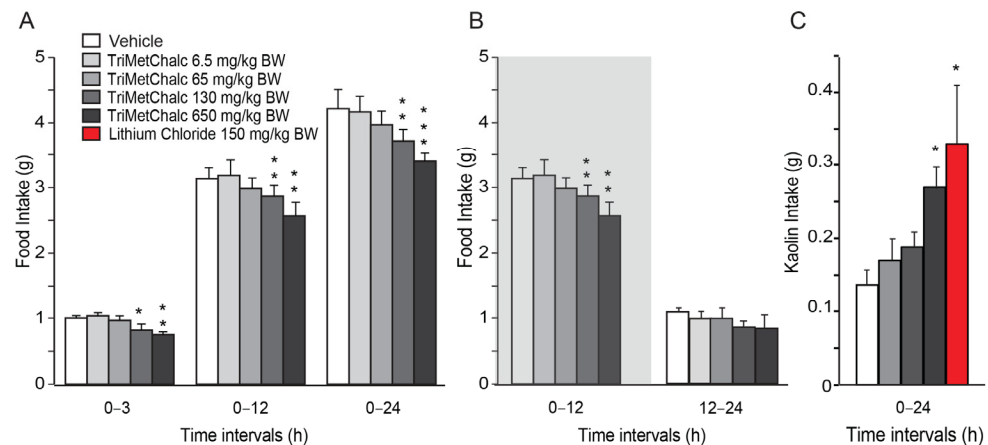 A
Vehicle
TriMetChalc 6.5 mg/kg BW
TriMetChalc 65 mg/kg BW
TriMetChalc 130 mg/kg BW
TriMetChalc 650 mg/kg BW
Lithium Chloride 150 mg/kg BW
Food Intake (g)
5
4
3
2
1
0
* *
* * *
* *
* *
*
* *
0–3
0–12
0–24
Time intervals (h)
B
Food Intake (g)
5
4
3
2
1
0
* *
* *
0–12
12–24
Time intervals (h)
C
Kaolin Intake (g)
0.4
0.3
0.2
0.1
0
*
*
0–24
Time intervals (h)